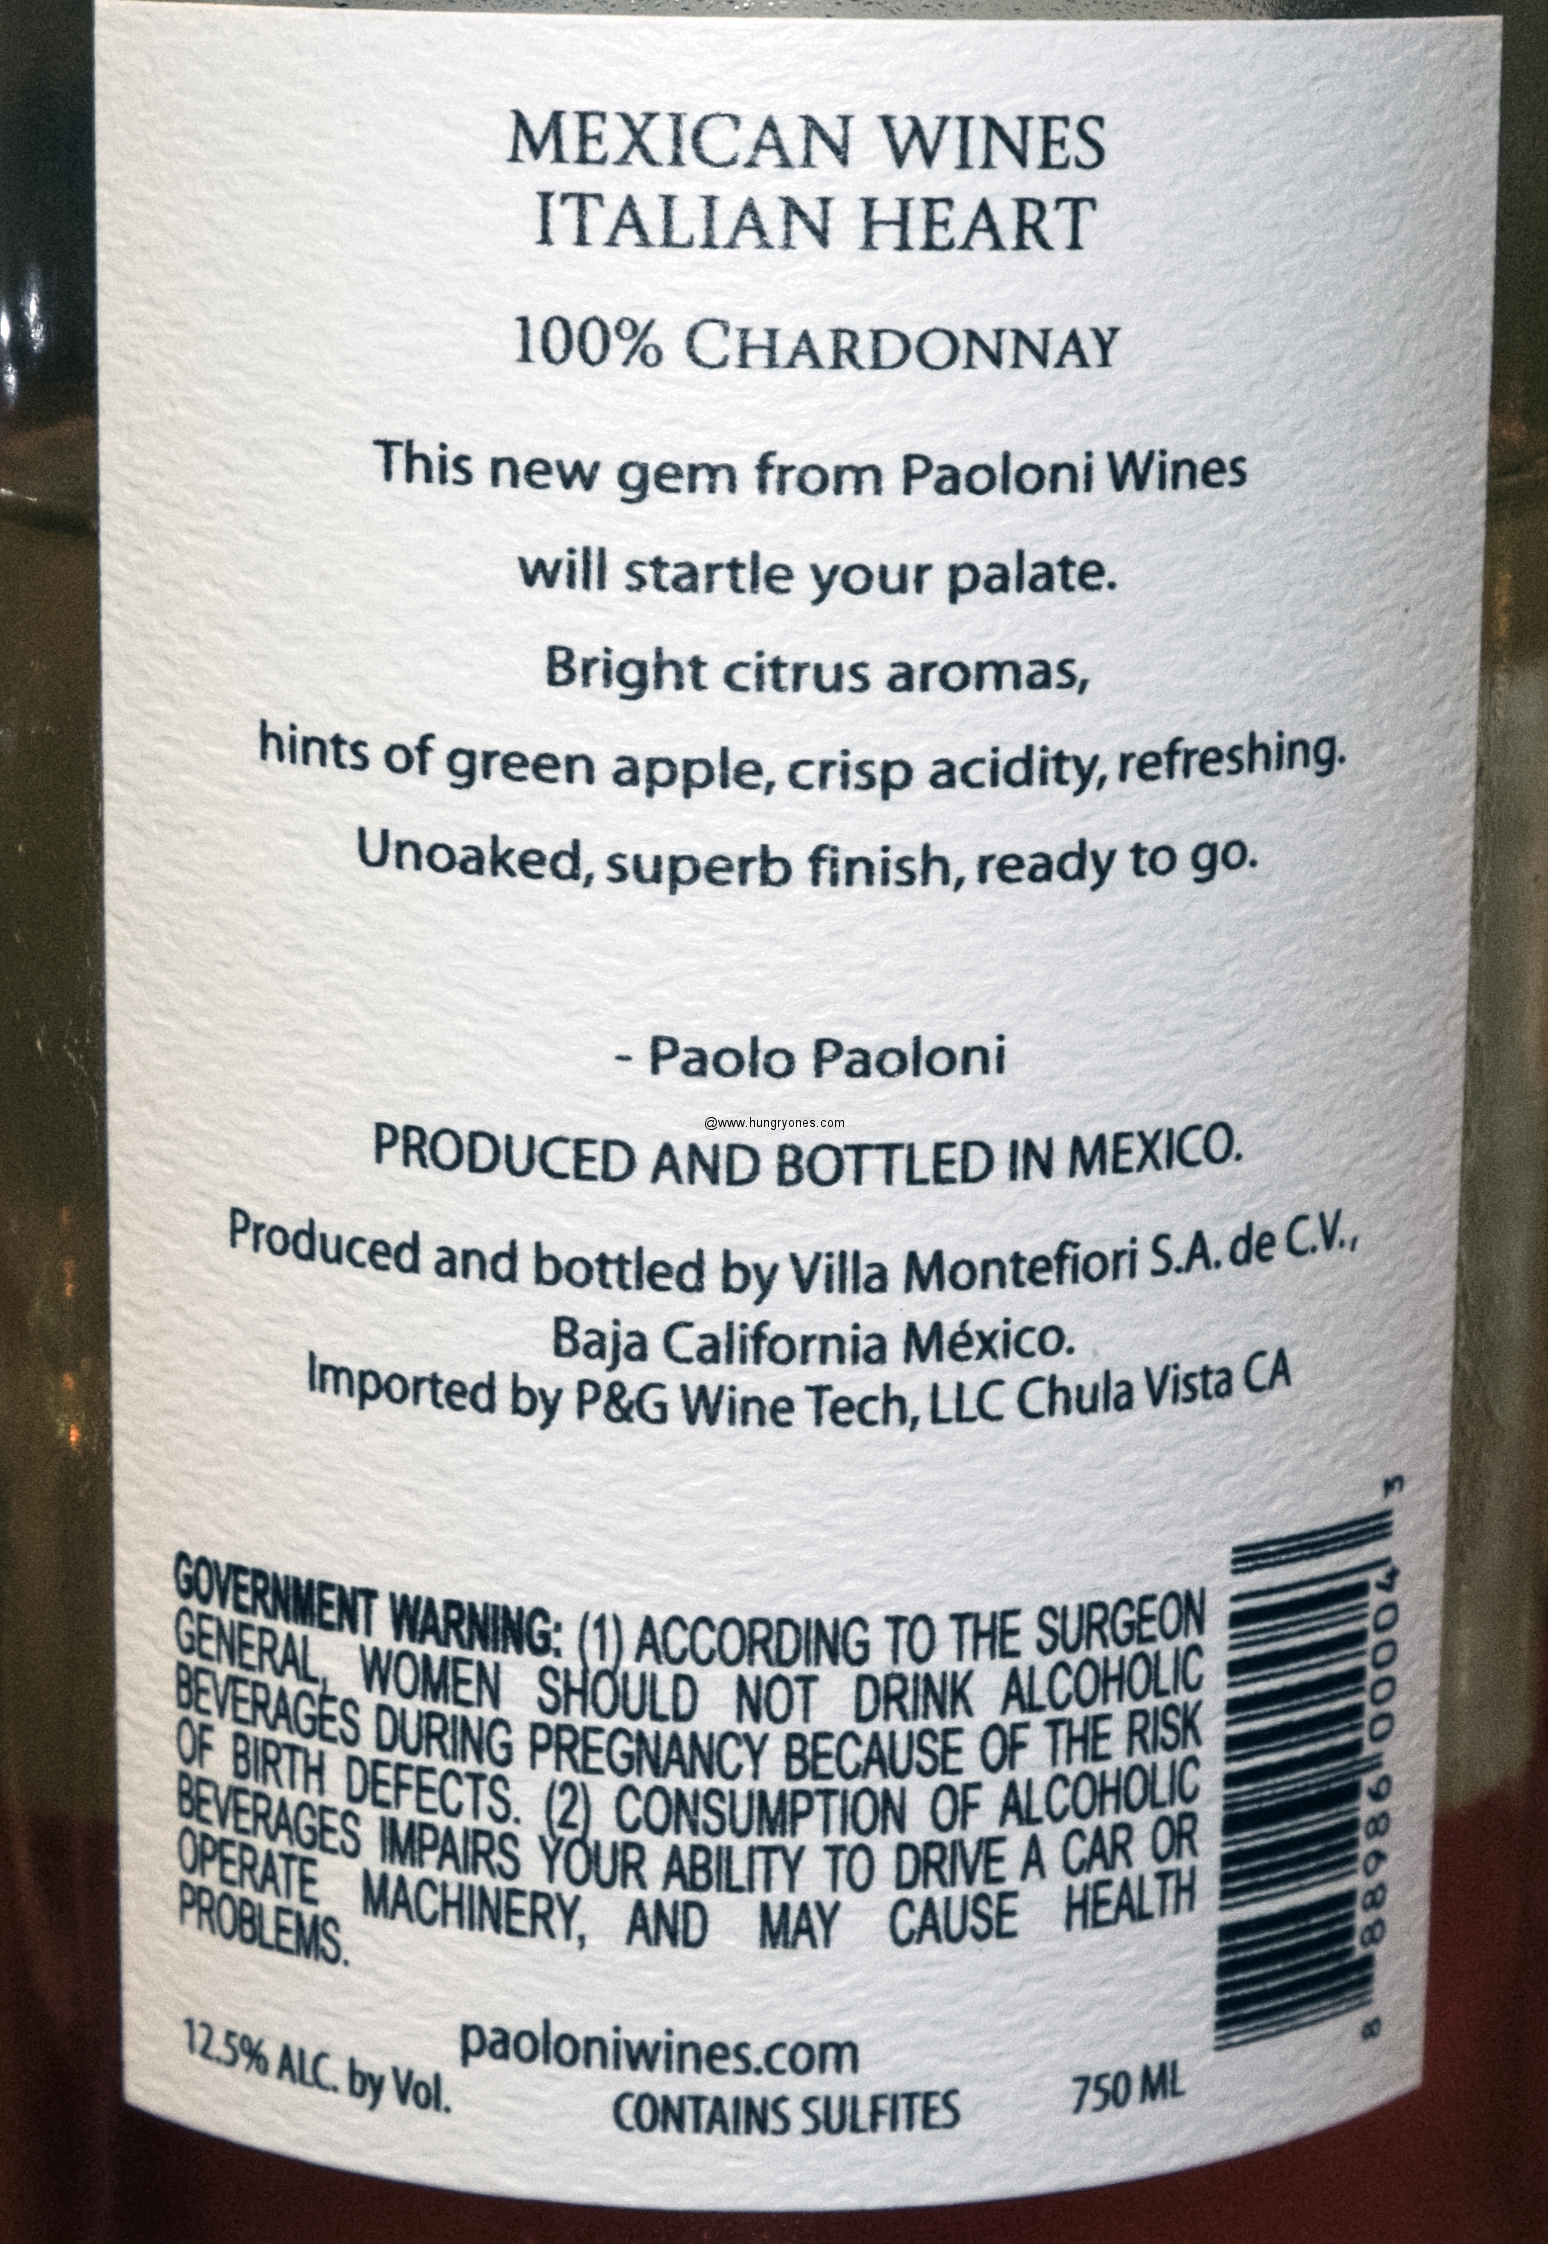 MEXICAN WINES
ITALIAN HEART
100% CHARDONNAY
This new gem from Paoloni Wines
will startle your palate.
Bright citrus aromas,
hints of green apple, crisp acidity, refreshing.
Unoaked, superb finish, ready to go.
- Paolo Paoloni
@www.hungryones.com
PRODUCED AND BOTTLED IN MEXICO.
Produced and bottled by Villa Montefiori S.A. de C.V.,
Baja California México.
Imported by P&G Wine Tech, LLC Chula Vista CA
GOVERNMENT WARNING: (1) ACCORDING TO THE SURGEON
GENERAL, WOMEN SHOULD NOT DRINK ALCOHOLIC
BEVERAGES DURING PREGNANCY BECAUSE OF THE RISK
OF BIRTH DEFECTS. (2) CONSUMPTION OF ALCOHOLIC
BEVERAGES IMPAIRS YOUR ABILITY TO DRIVE A CAR OR
OPERATE MACHINERY, AND MAY CAUSE HEALTH
PROBLEMS.
8 88986 00004 3
12.5% ALC. by Vol.
paoloniwines.com
CONTAINS SULFITES
750 ML